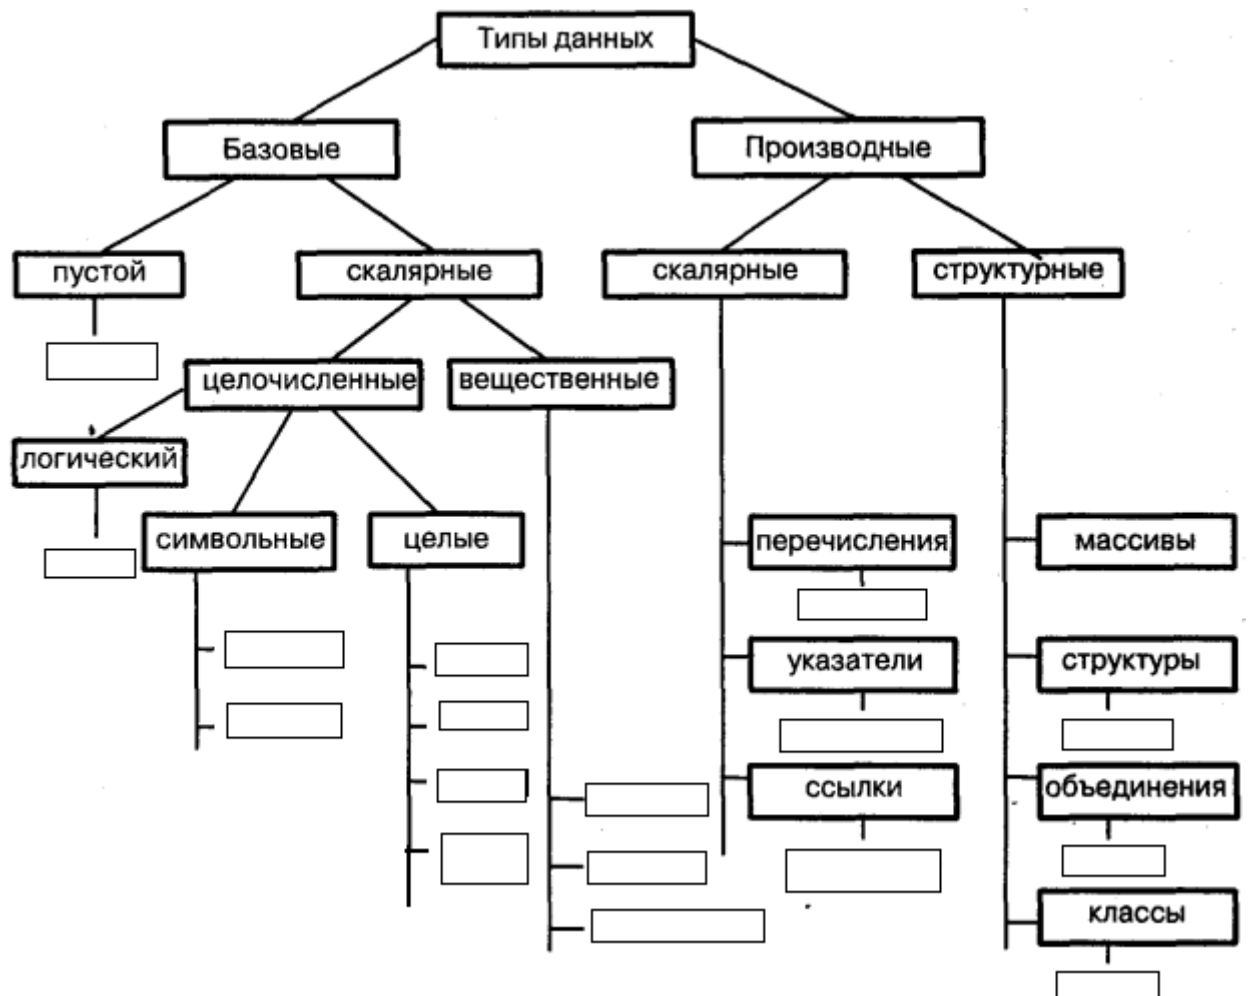 Типы данных
Базовые
Производные
пустой
скалярные
скалярные
структурные
целочисленные
вещественные
логический
символьные
целые
перечисления
массивы
указатели
структуры
ссылки
объединения
классы